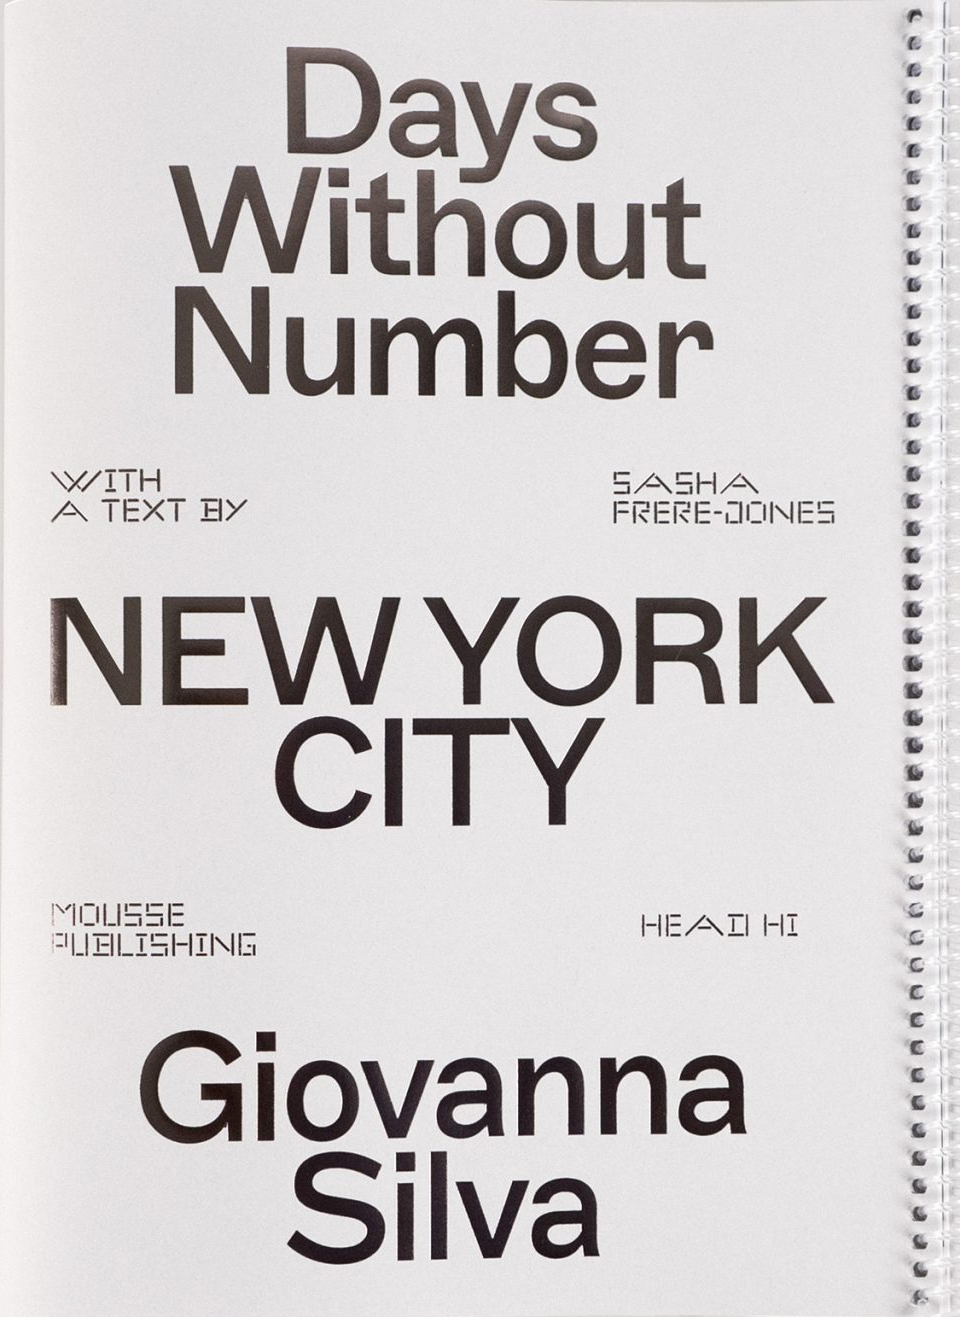 Days
Without
Number
WITH
A TEXT BY
SASHA
FRERE-JONES
NEW YORK
CITY
MOUSSE
PUBLISHING
HEAD HI
Giovanna
Silva